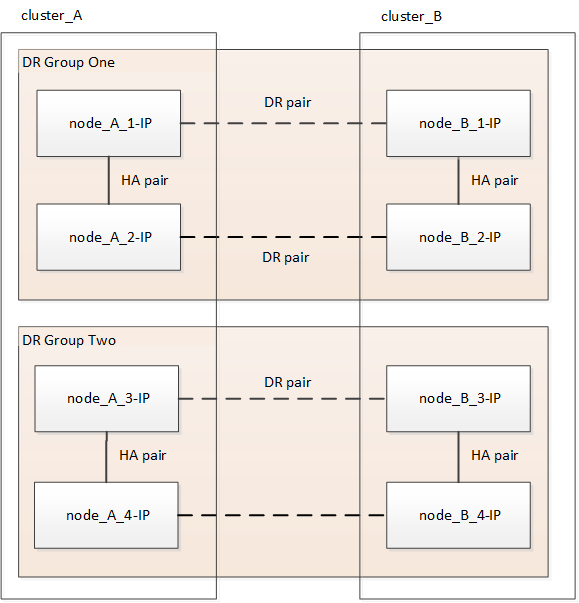 cluster_A
cluster_B
DR Group One
DR pair
node_A_1-IP
node_B_1-IP
HA pair
HA pair
node_A_2-IP
node_B_2-IP
DR pair
DR Group Two
DR pair
node_A_3-IP
node_B_3-IP
HA pair
HA pair
node_A_4-IP
node_B_4-IP